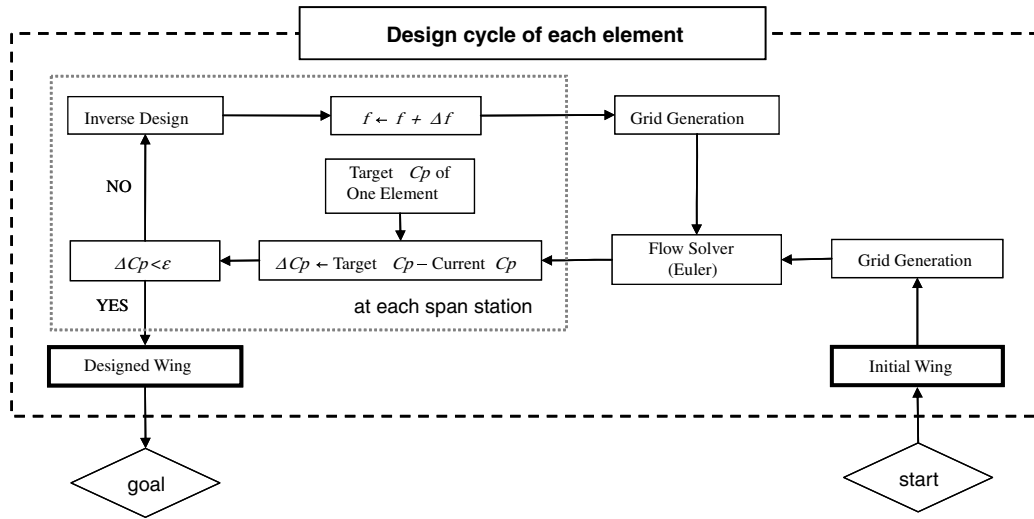 Design cycle of each element
Inverse Design
f ← f + Δf
Grid Generation
Target Cp of
One Element
NO
ΔCp<ε
ΔCp ← Target Cp – Current Cp
Flow Solver
(Euler)
Grid Generation
YES
at each span station
Designed Wing
Initial Wing
goal
start